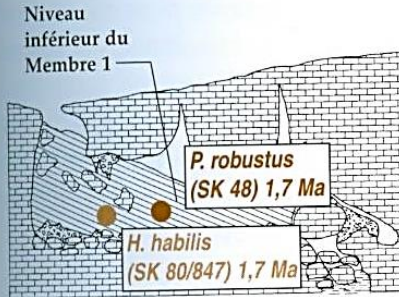 Niveau
inférieur du
Membre 1
P. robustus
(SK 48) 1,7 Ma
H. habilis
(SK 80/847) 1,7 Ma